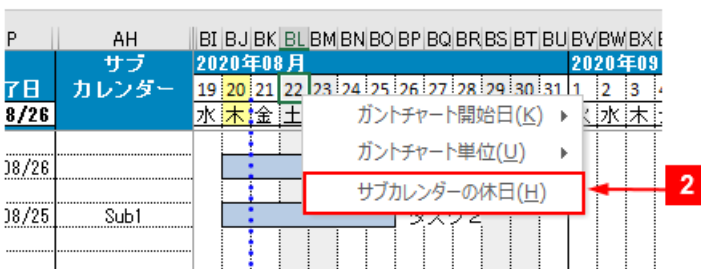 P AH BI BJ BK BL BM BN BO BP BQ BR BS BT BU BV BW BX
サブ 2020年08月 2020年09
了日 カレンダー 19 20 21 22 23 24 25 26 27 28 29 30 31 1 2 3
8/26 水 木 金 土 水 木
ガントチャート開始日(K)
08/26 ガントチャート単位(U)
サブカレンダーの休日(H) 2
08/25 Sub1 タスク2